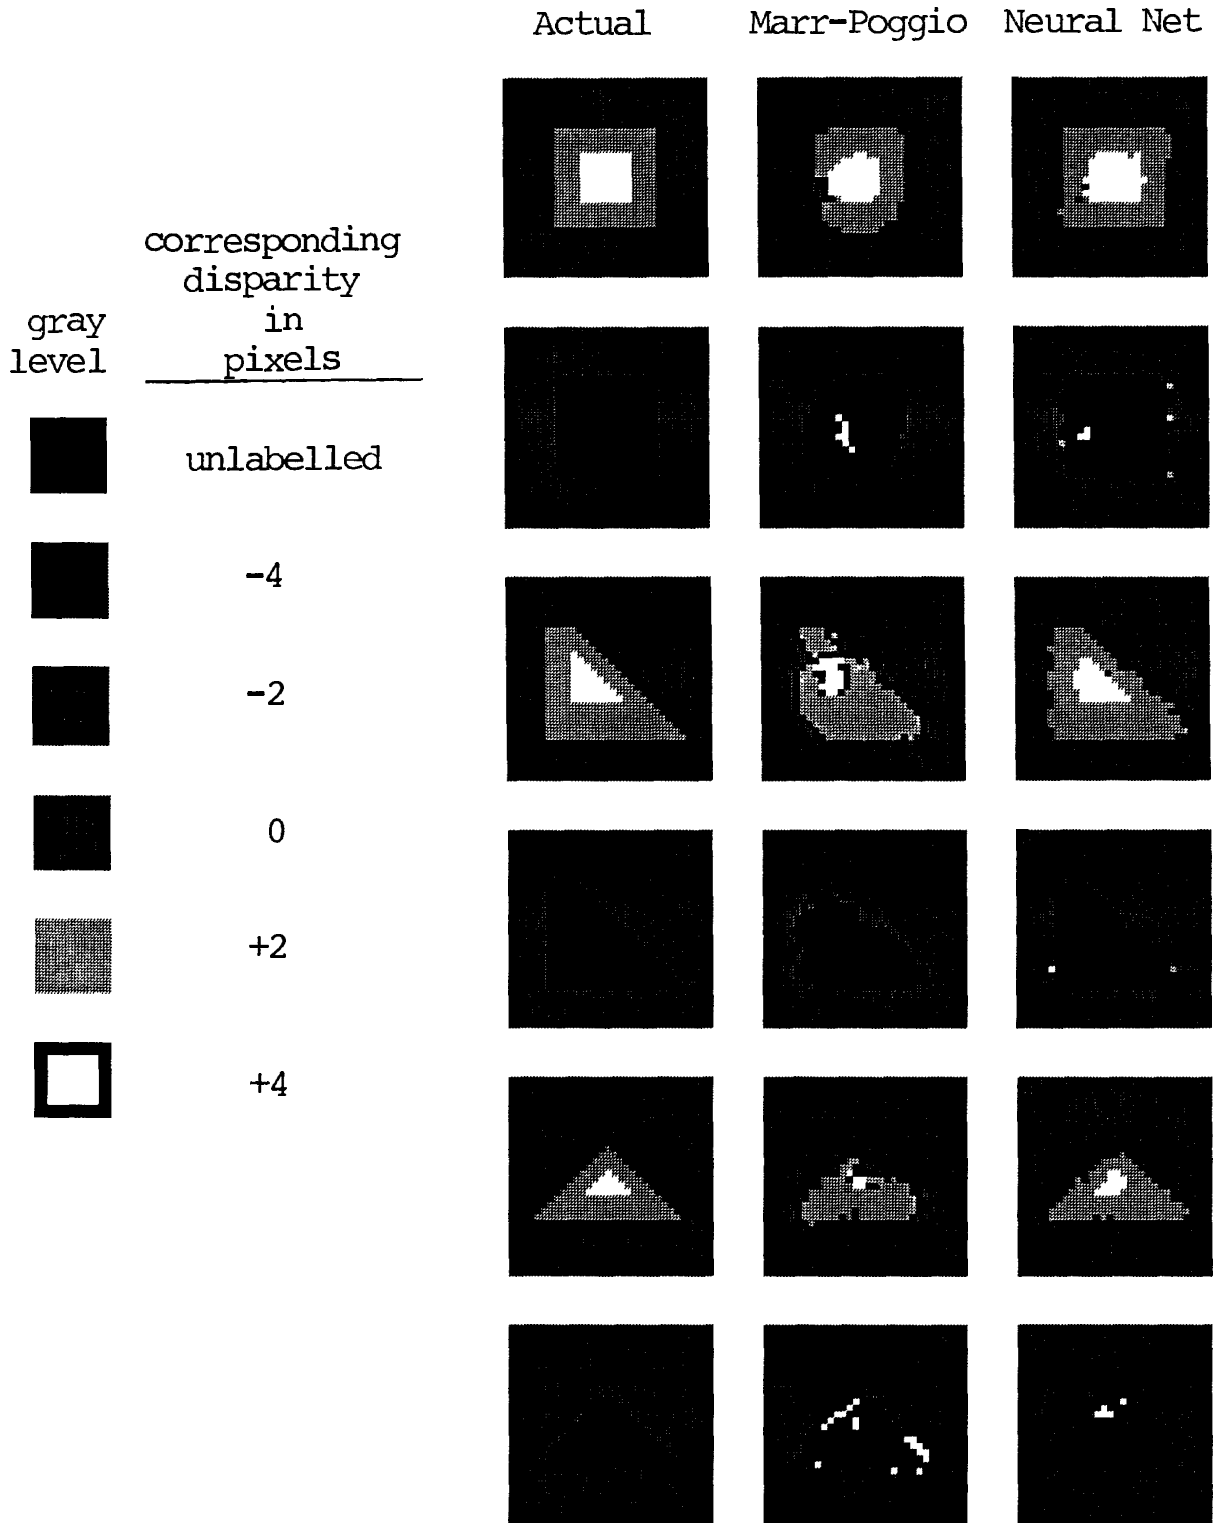 Actual Marr-Poggio Neural Net
corresponding
disparity
in
pixels
gray
level
unlabelled
-4
-2
0
+2
+4